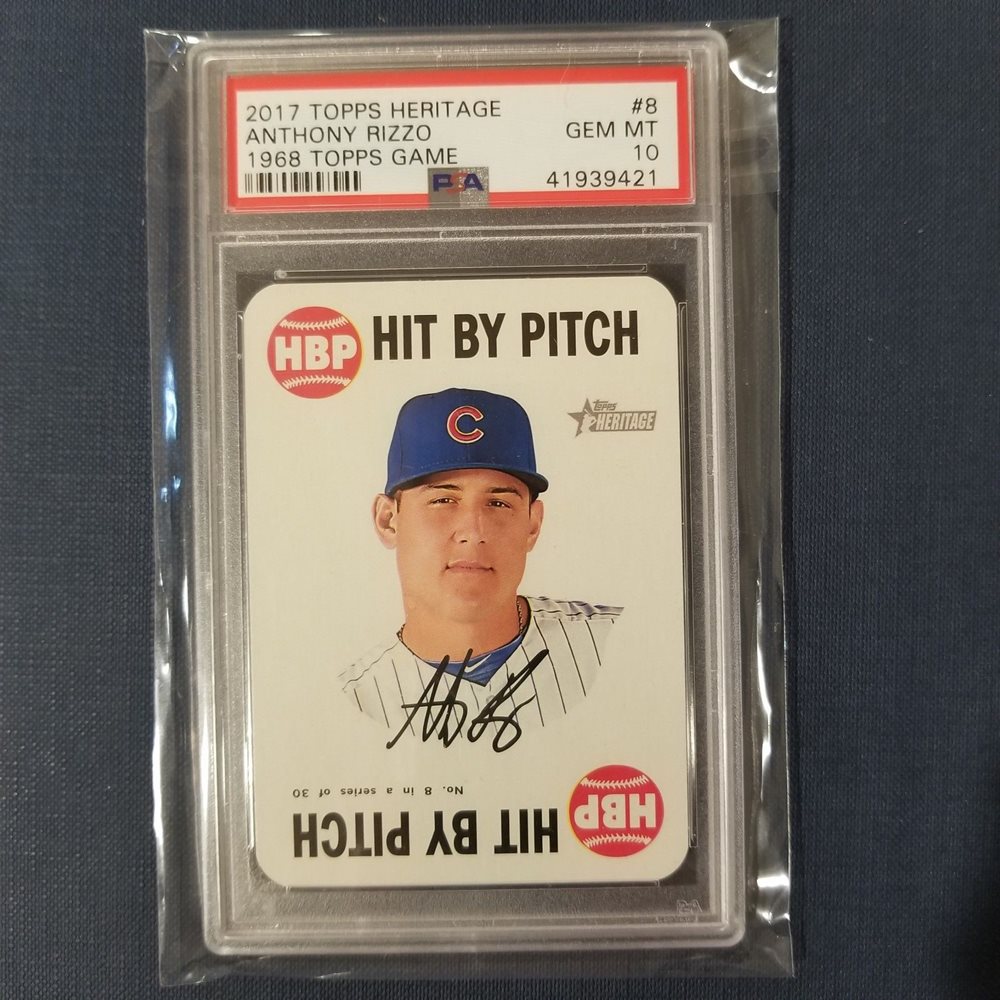 2017 TOPPS HERITAGE #8
ANTHONY RIZZO GEM MT
1968 TOPPS GAME 10
PSA 41939421
HBP HIT BY PITCH
C
Topps
HERITAGE
No. 8 in a series of 30
HIT BY PITCH HBP